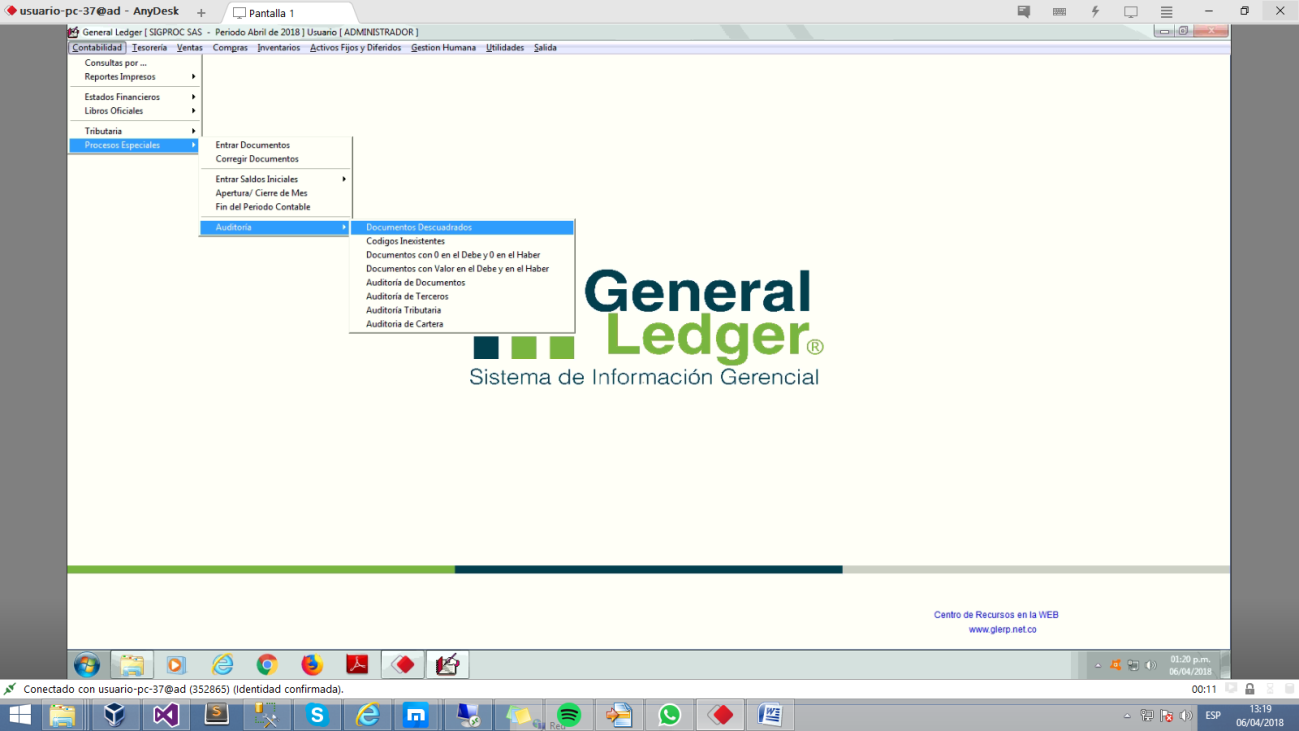 usuario-pc-37@ad - AnyDesk
Pantalla 1
General Ledger [ SIGPROC SAS - Periodo Abril de 2018 ] Usuario [ ADMINISTRADOR ]
Contabilidad Tesorería Ventas Compras Inventarios Activos Fijos y Diferidos Gestion Humana Utilidades Salida
Consultas por ...
Reportes Impresos
Estados Financieros
Libros Oficiales
Tributaria
Procesos Especiales
Entrar Documentos
Corregir Documentos
Entrar Saldos Iniciales
Apertura/ Cierre de Mes
Fin del Periodo Contable
Auditoría
Documentos Descuadrados
Codigos Inexistentes
Documentos con 0 en el Debe y 0 en el Haber
Documentos con Valor en el Debe y en el Haber
Auditoría de Documentos
Auditoría de Terceros
Auditoría Tributaria
Auditoria de Cartera
General
Ledger®
Sistema de Información Gerencial
Centro de Recursos en la WEB
www.glerp.net.co
01:20 p.m.
06/04/2018
Conectado con usuario-pc-37@ad (352865) (Identidad confirmada).
00:11
Red
ESP
13:19
06/04/2018